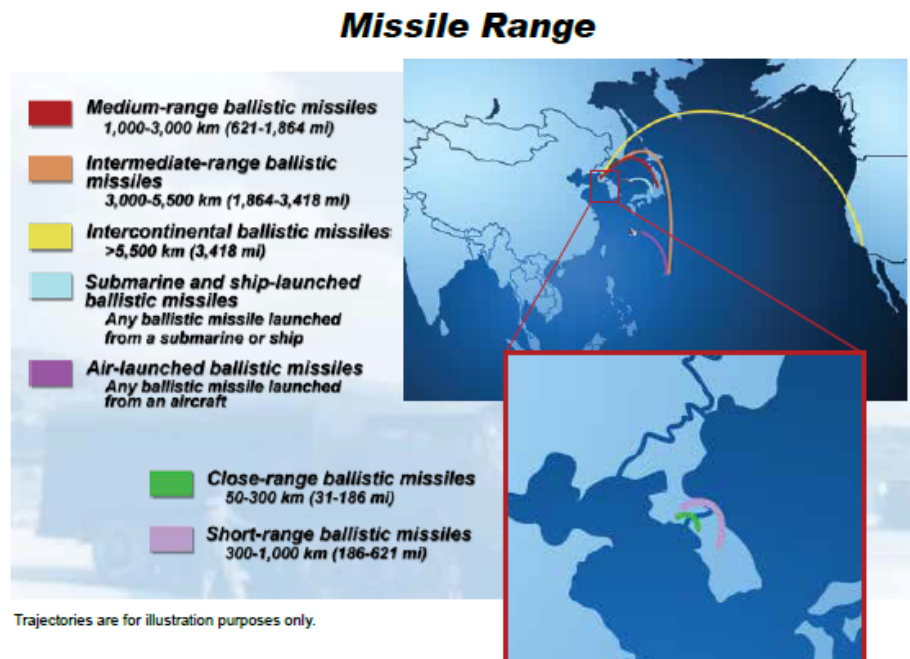 Missile Range
Medium-range ballistic missiles
1,000-3,000 km (621-1,864 mi)
Intermediate-range ballistic
missiles
3,000-5,500 km (1,864-3,418 mi)
Intercontinental ballistic missiles
>5,500 km (3,418 mi)
Submarine and ship-launched
ballistic missiles
Any ballistic missile launched
from a submarine or ship
Air-launched ballistic missiles
Any ballistic missile launched
from an aircraft
Close-range ballistic missiles
50-300 km (31-186 mi)
Short-range ballistic missiles
300-1,000 km (186-621 mi)
Trajectories are for illustration purposes only.